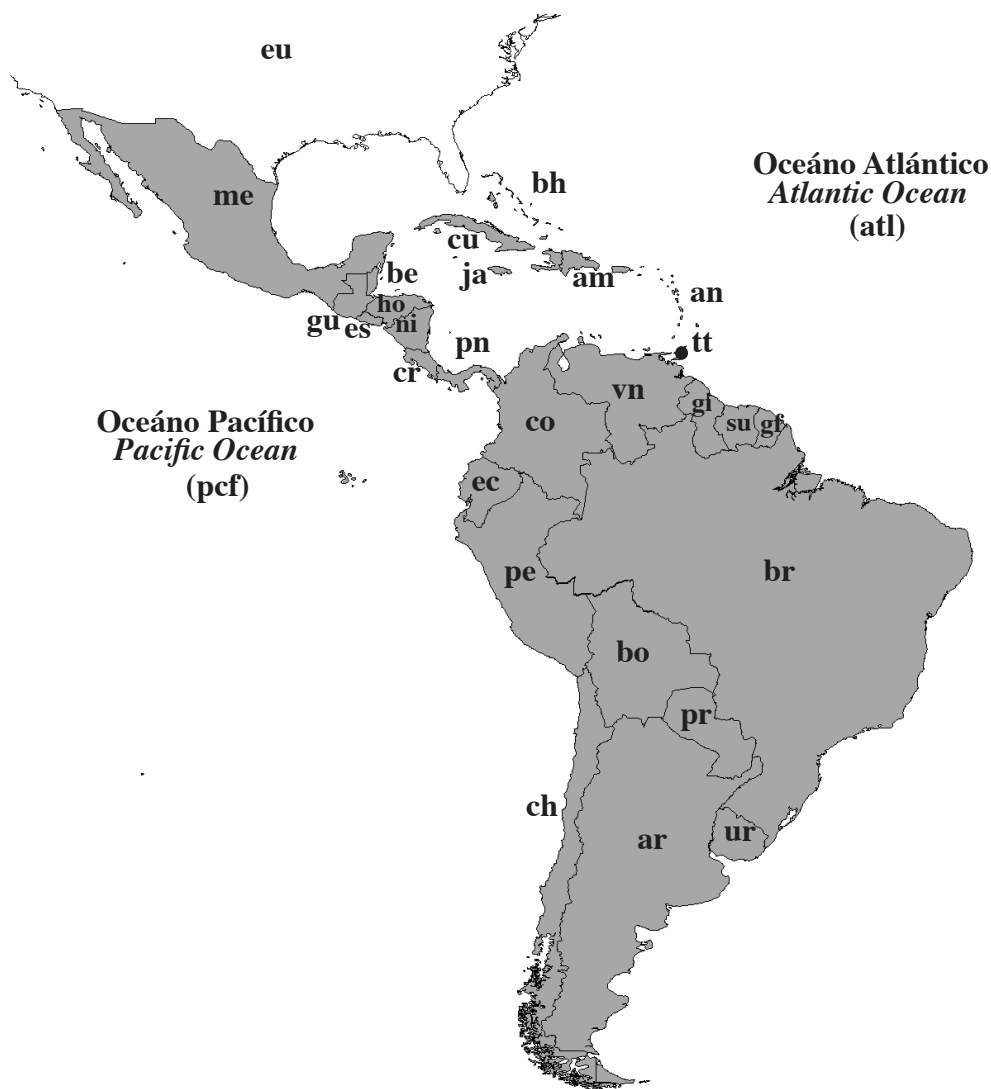 eu
bh
Oceáno Atlántico
Atlantic Ocean
(atl)
me
cu
be
ja
am
an
ho
gu
es
ni
pn
tt
cr
vn
gl
su
gf
co
Oceáno Pacífico
Pacific Ocean
(pcf)
ec
pe
br
bo
pr
ch
ar
ur